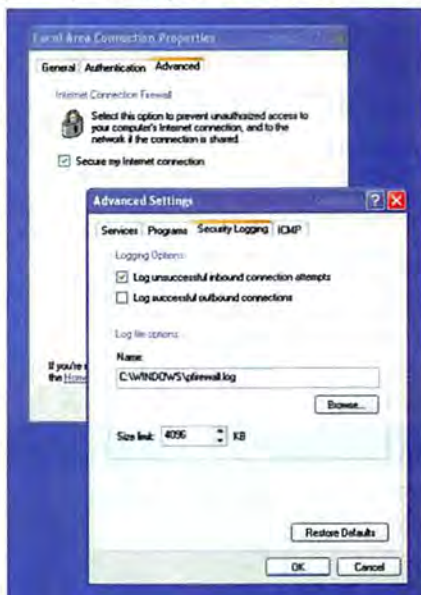 Local Area Connection Properties
General Authentication Advanced
Internet Connection Firewall
Select this option to prevent unauthorized access to
your computer's Internet connection, and to the
network if the connection is shared.
Secure my Internet connection
If you're
the
Advanced Settings
Services Programs Security Logging ICMP
Logging Options:
Log unsuccessful inbound connection attempts
Log successful outbound connections
Log file options:
Name:
C:\WINDOWS\pfirewall.log
Browse...
Size limit: 4096 KB
Restore Defaults
OK Cancel